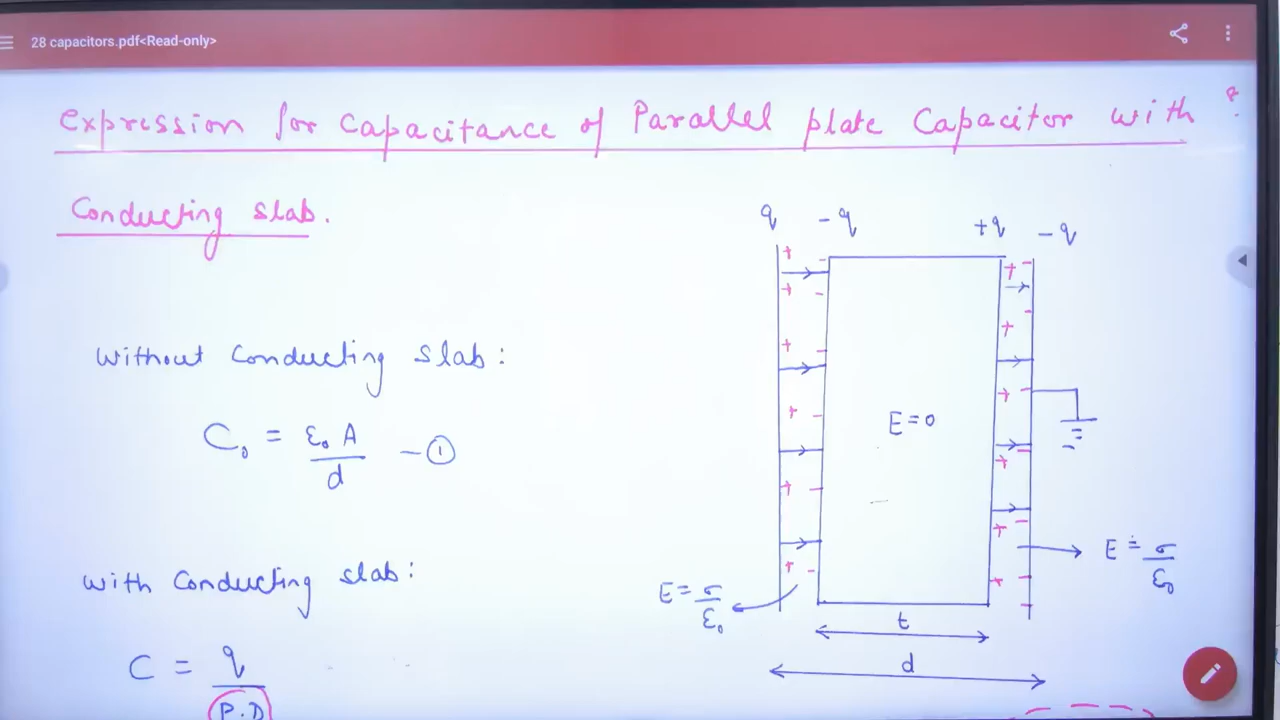 28 capacitors.pdf<Read-only>
Expression for Capacitance of Parallel plate Capacitor with
Conducting slab.
q - q +q - q
without Conducting slab:
C₀ = ε₀ A / d - ①
E = 0
with Conducting slab:
E = σ / ε₀
E = σ / ε₀
t
d
C = q / P.D